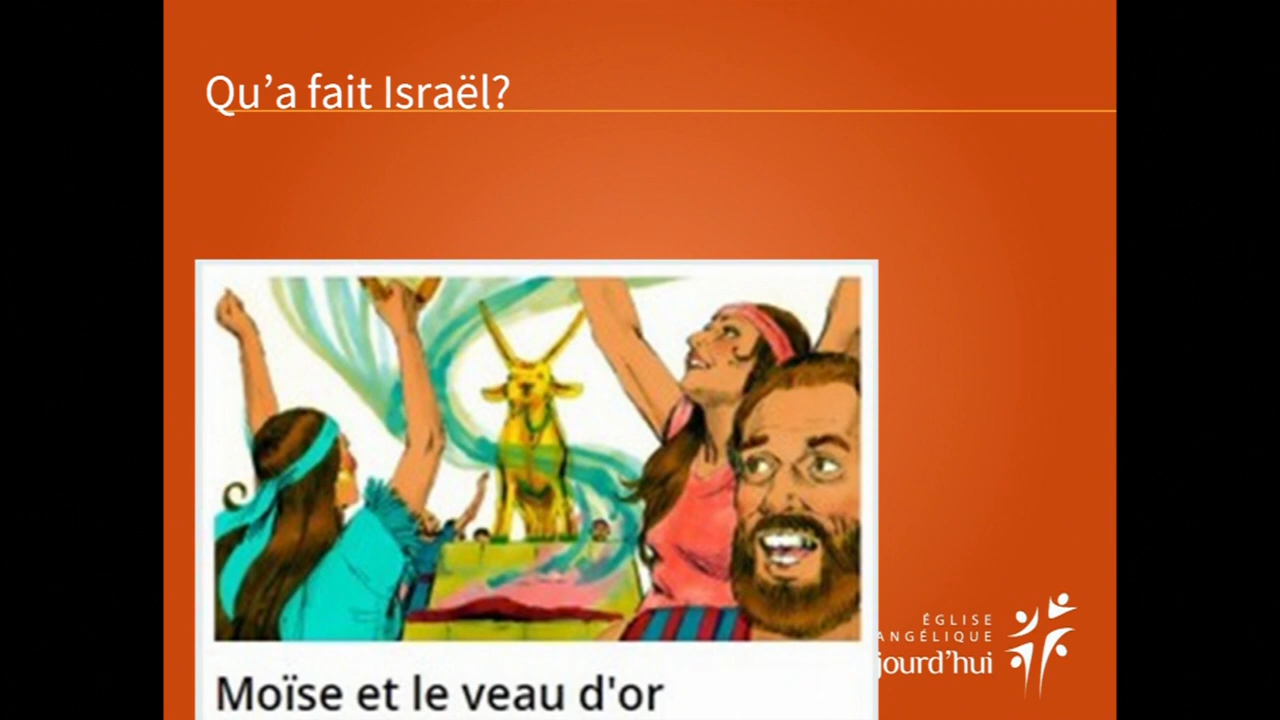 Qu’a fait Israël?
Moïse et le veau d'or
ÉGLISE
ANGÉLIQUE
jourd’hui